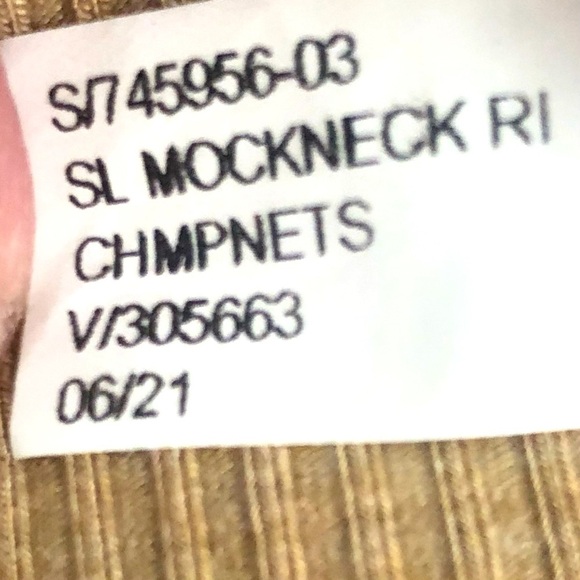 S/745956-03
SL MOCKNECK RI
CHMPNETS
V/305663
06/21